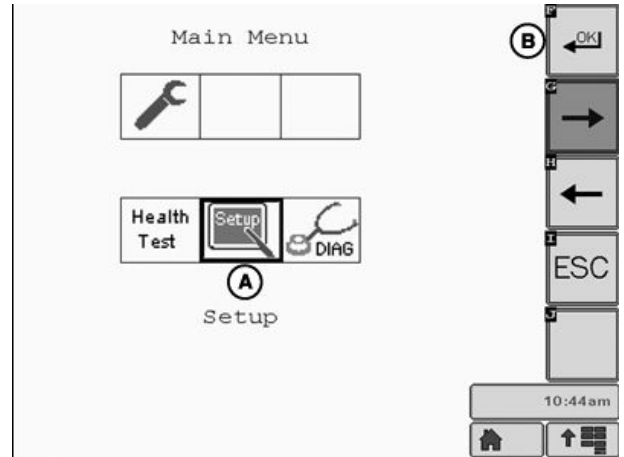 Main Menu
F
B
OK
G
H
Health
Test
Setup
DIAG
A
I
ESC
Setup
J
10:44am